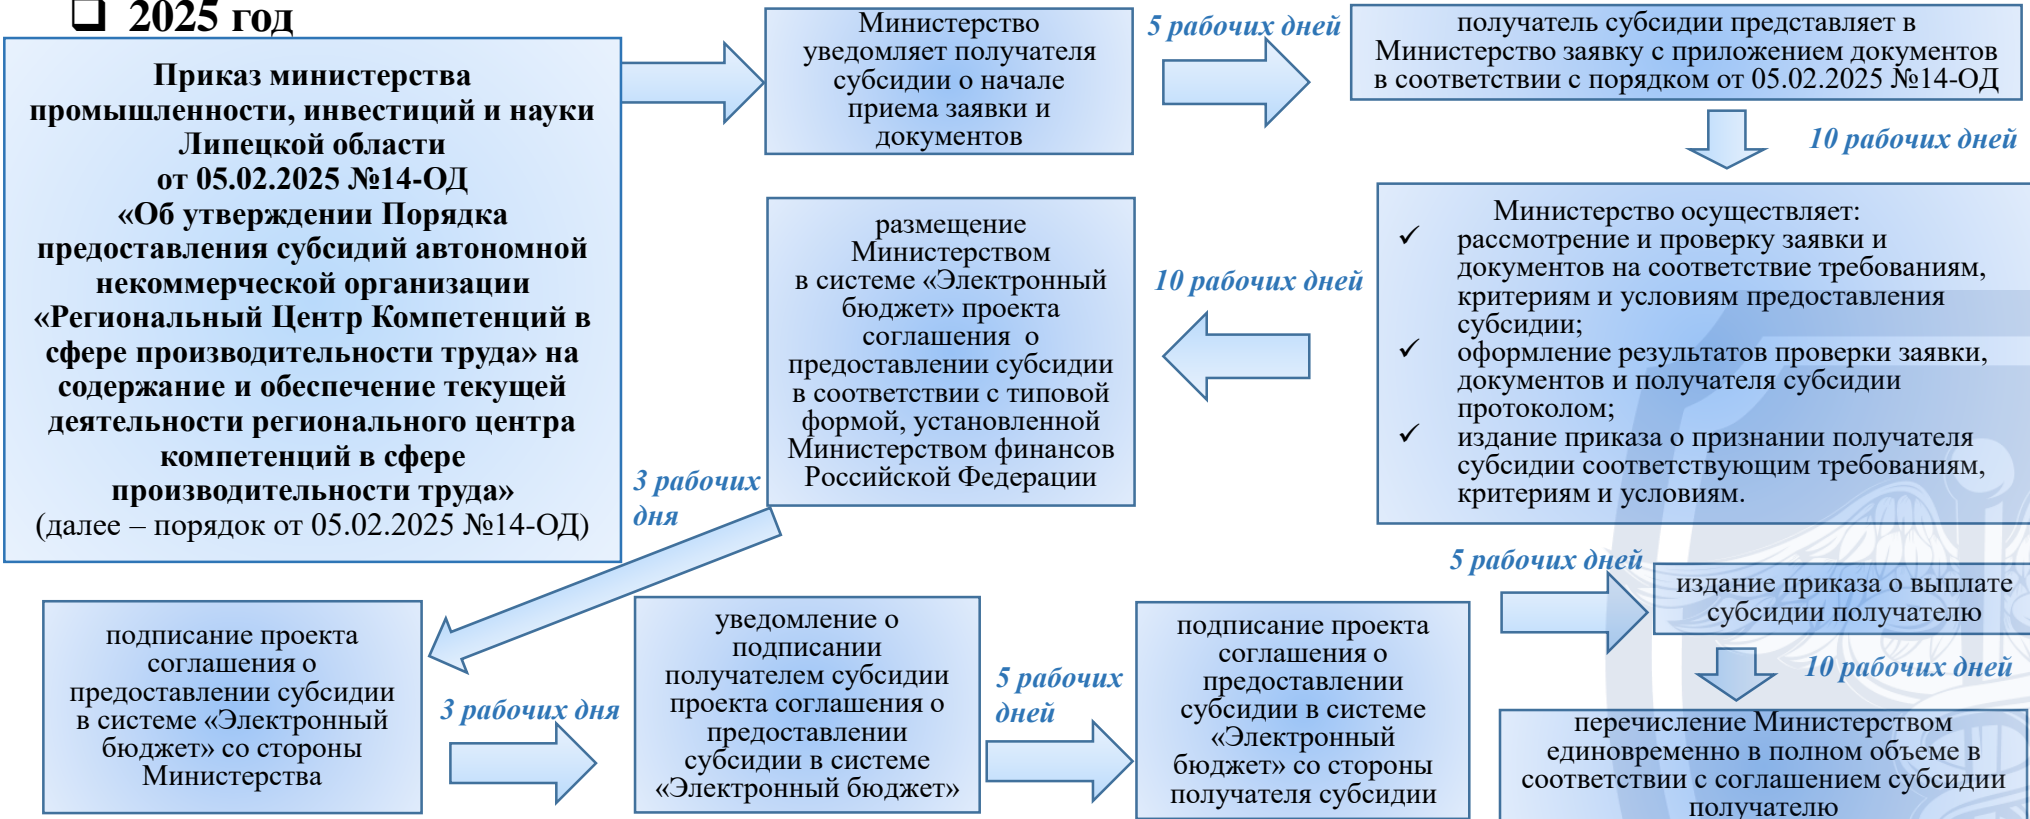 2025 год
Приказ министерства
промышленности, инвестиций и науки
Липецкой области
от 05.02.2025 №14-ОД
«Об утверждении Порядка
предоставления субсидий автономной
некоммерческой организации
«Региональный Центр Компетенций в
сфере производительности труда» на
содержание и обеспечение текущей
деятельности регионального центра
компетенций в сфере
производительности труда»
(далее – порядок от 05.02.2025 №14-ОД)
Министерство
уведомляет получателя
субсидии о начале
приема заявки и
документов
5 рабочих дней
получатель субсидии представляет в
Министерство заявку с приложением документов
в соответствии с порядком от 05.02.2025 №14-ОД
10 рабочих дней
Министерство осуществляет:
✓ рассмотрение и проверку заявки и
документов на соответствие требованиям,
критериям и условиям предоставления
субсидии;
✓ оформление результатов проверки заявки,
документов и получателя субсидии
протоколом;
✓ издание приказа о признании получателя
субсидии соответствующим требованиям,
критериям и условиям.
10 рабочих дней
размещение
Министерством
в системе «Электронный
бюджет» проекта
соглашения о
предоставлении субсидии
в соответствии с типовой
формой, установленной
Министерством финансов
Российской Федерации
3 рабочих
дня
подписание проекта
соглашения о
предоставлении субсидии
в системе «Электронный
бюджет» со стороны
Министерства
3 рабочих дня
уведомление о
подписании
получателем субсидии
проекта соглашения о
предоставлении
субсидии в системе
«Электронный бюджет»
5 рабочих
дней
подписание проекта
соглашения о
предоставлении
субсидии в системе
«Электронный
бюджет» со стороны
получателя субсидии
5 рабочих дней
издание приказа о выплате
субсидии получателю
10 рабочих дней
перечисление Министерством
единовременно в полном объеме в
соответствии с соглашением субсидии
получателю